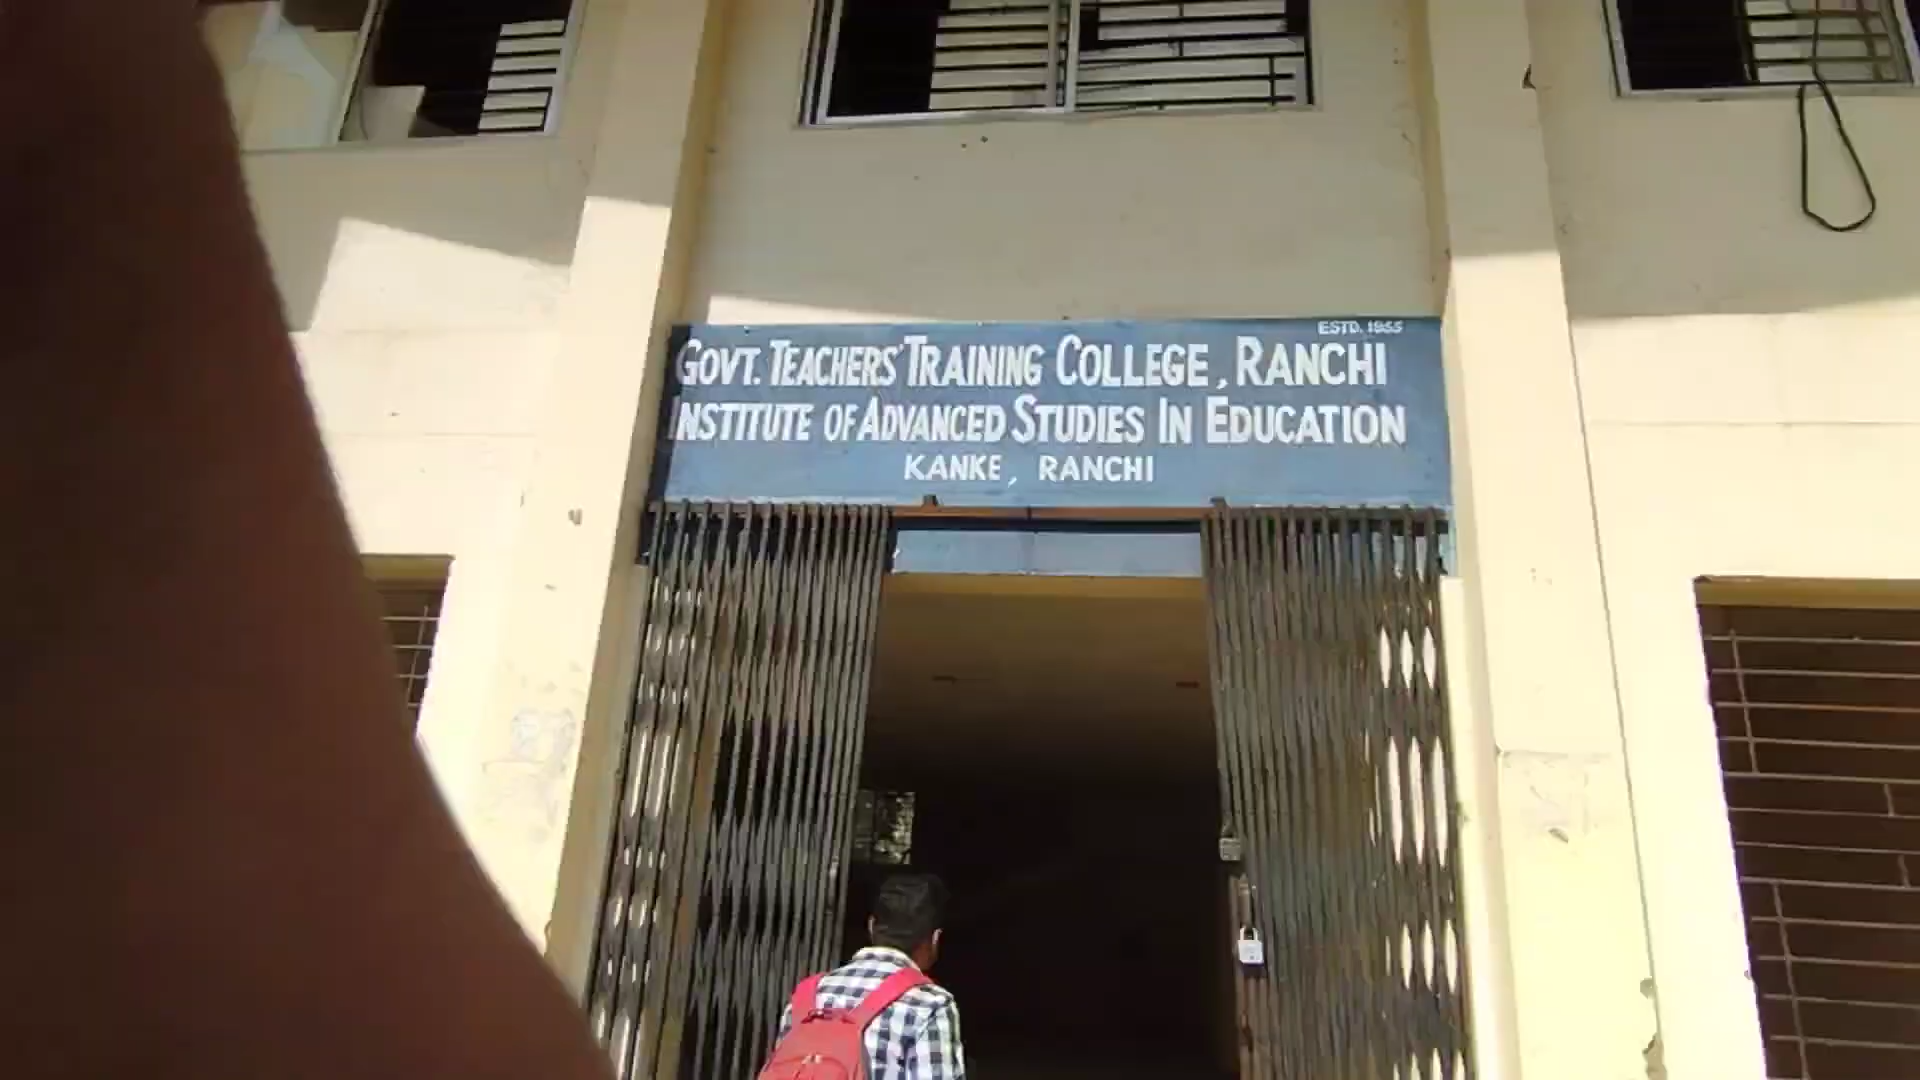 ESTD. 1955
GOVT. TEACHERS' TRAINING COLLEGE, RANCHI
INSTITUTE OF ADVANCED STUDIES IN EDUCATION
KANKE, RANCHI